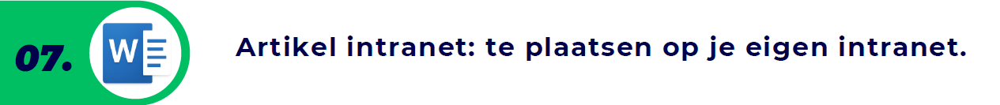 07.
W
Artikel intranet: te plaatsen op je eigen intranet.